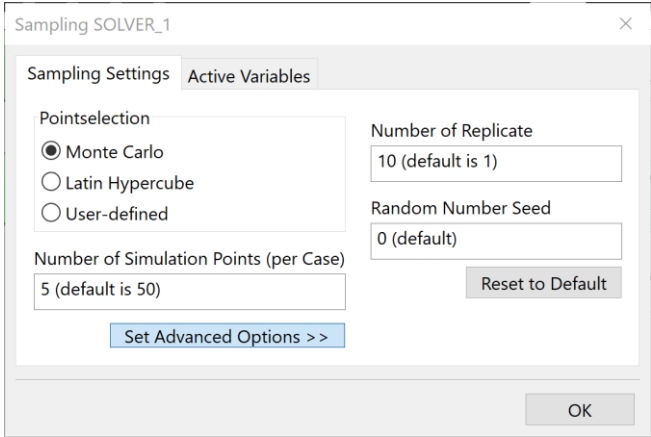 Sampling SOLVER_1
Sampling Settings
Active Variables
Pointselection
Monte Carlo
Latin Hypercube
User-defined
Number of Simulation Points (per Case)
5 (default is 50)
Set Advanced Options >>
Number of Replicate
10 (default is 1)
Random Number Seed
0 (default)
Reset to Default
OK